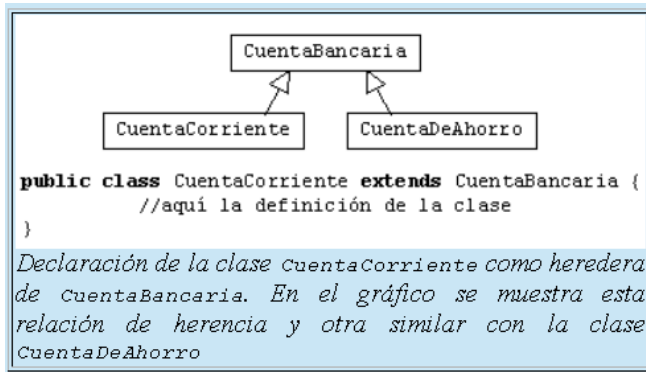 CuentaBancaria
CuentaCorriente CuentaDeAhorro
public class CuentaCorriente extends CuentaBancaria {
//aquí la definición de la clase
}
Declaración de la clase CuentaCorriente como heredera
de CuentaBancaria. En el gráfico se muestra esta
relación de herencia y otra similar con la clase
CuentaDeAhorro